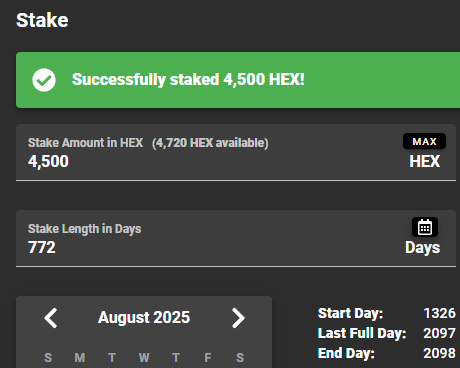 Stake
Successfully staked 4,500 HEX!
Stake Amount in HEX (4,720 HEX available) MAX
4,500 HEX
Stake Length in Days
772 Days
August 2025
S M T W T F S
Start Day: 1326
Last Full Day: 2097
End Day: 2098